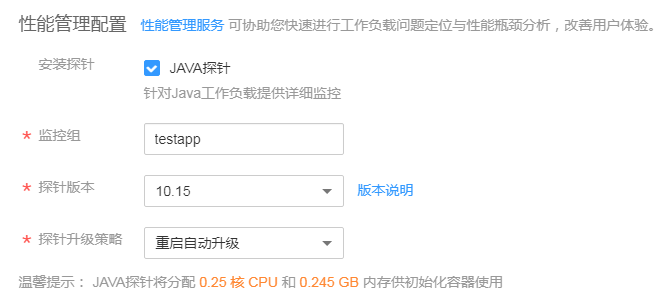 性能管理配置 性能管理服务 可协助您快速进行工作负载问题定位与性能瓶颈分析，改善用户体验。
安装探针 JAVA探针
针对Java工作负载提供详细监控
* 监控组 testapp
* 探针版本 10.15 版本说明
* 探针升级策略 重启自动升级
温馨提示： JAVA探针将分配 0.25 核 CPU 和 0.245 GB 内存供初始化容器使用